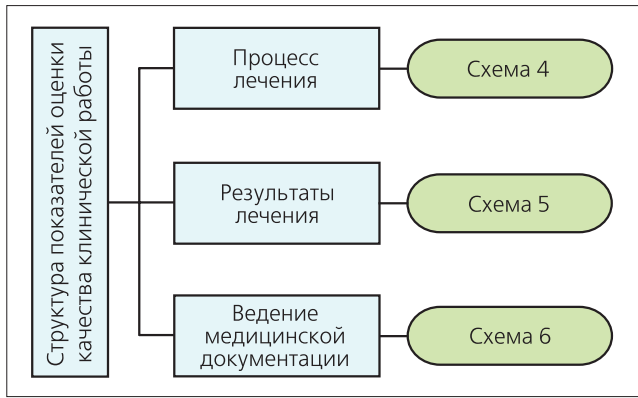 Структура показателей оценки
качества клинической работы
Процесс
лечения
Схема 4
Результаты
лечения
Схема 5
Ведение
медицинской
документации
Схема 6